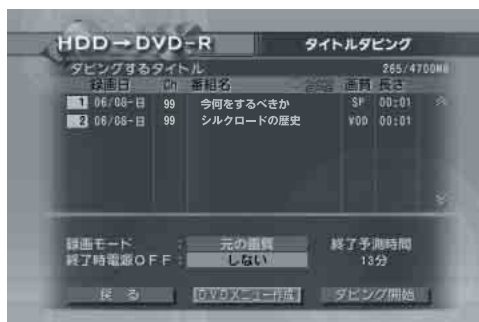 HDD→DVD-R タイトルダビング
ダビングするタイトル 265/4700MB
録画日 Ch 番組名 画質 長さ
1 06/08-日 99 今何をするべきか SP 00:01
2 06/08-日 99 シルクロードの歴史 VOD 00:01
録画モード : 元の画質 終了予測時間
終了時電源OFF : しない 13分
戻る DVDメニュー作成 ダビング開始